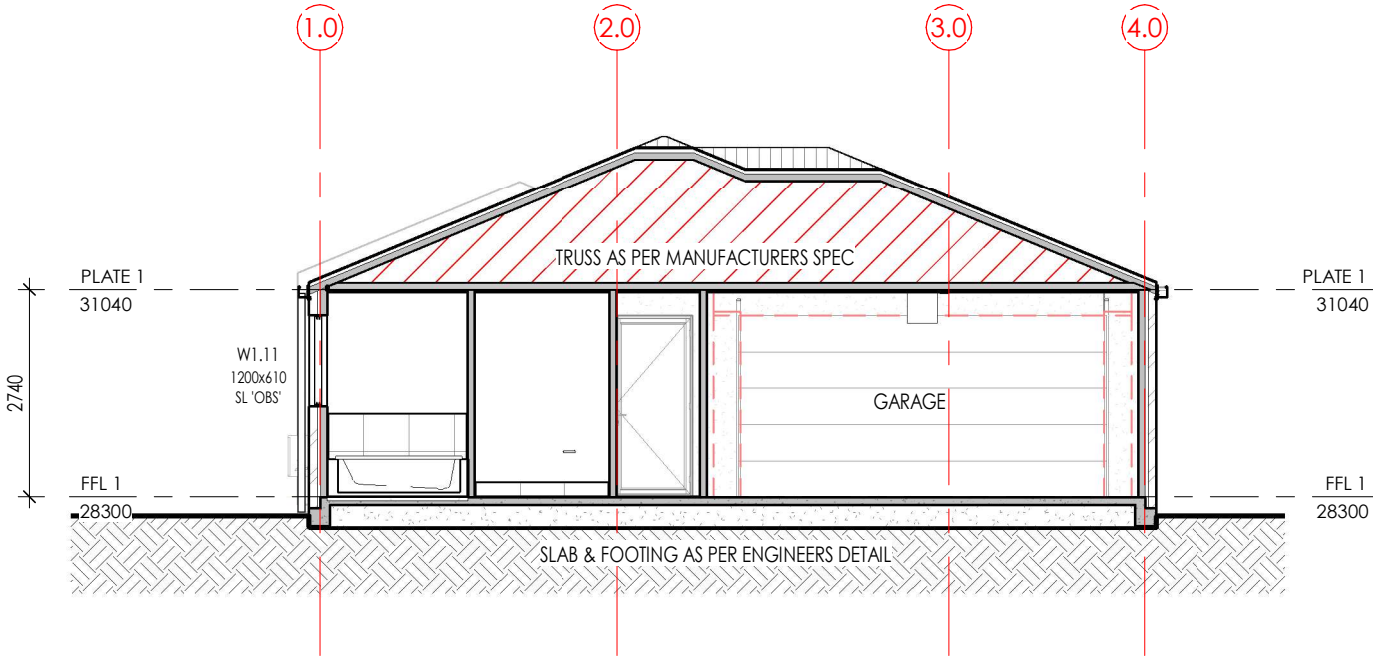 1.0
2.0
3.0
4.0
TRUSS AS PER MANUFACTURERS SPEC
PLATE 1
31040
PLATE 1
31040
W1.11
1200x610
SL 'OBS'
2740
GARAGE
FFL 1
28300
FFL 1
28300
SLAB & FOOTING AS PER ENGINEERS DETAIL